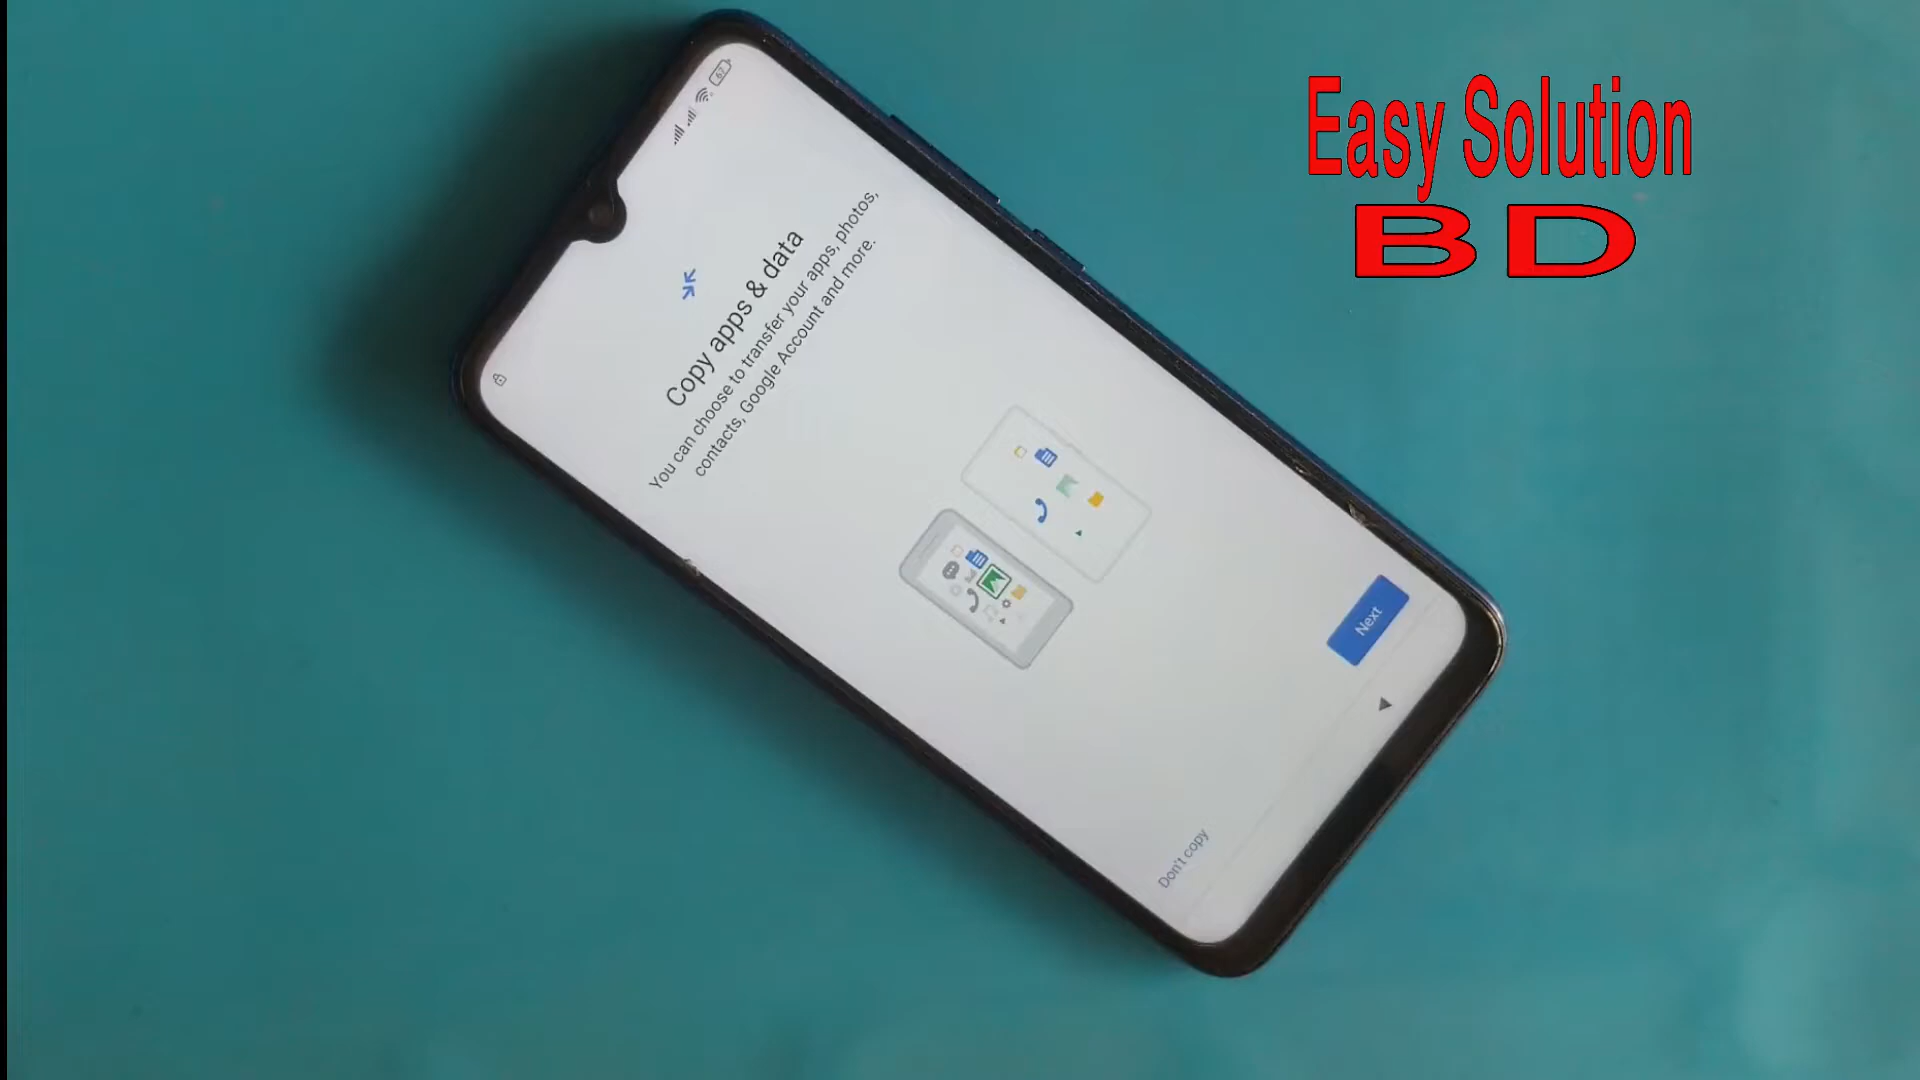 Easy Solution
BD
62
Copy apps & data
You can choose to transfer your apps, photos,
contacts, Google Account and more.
Next
Don't copy